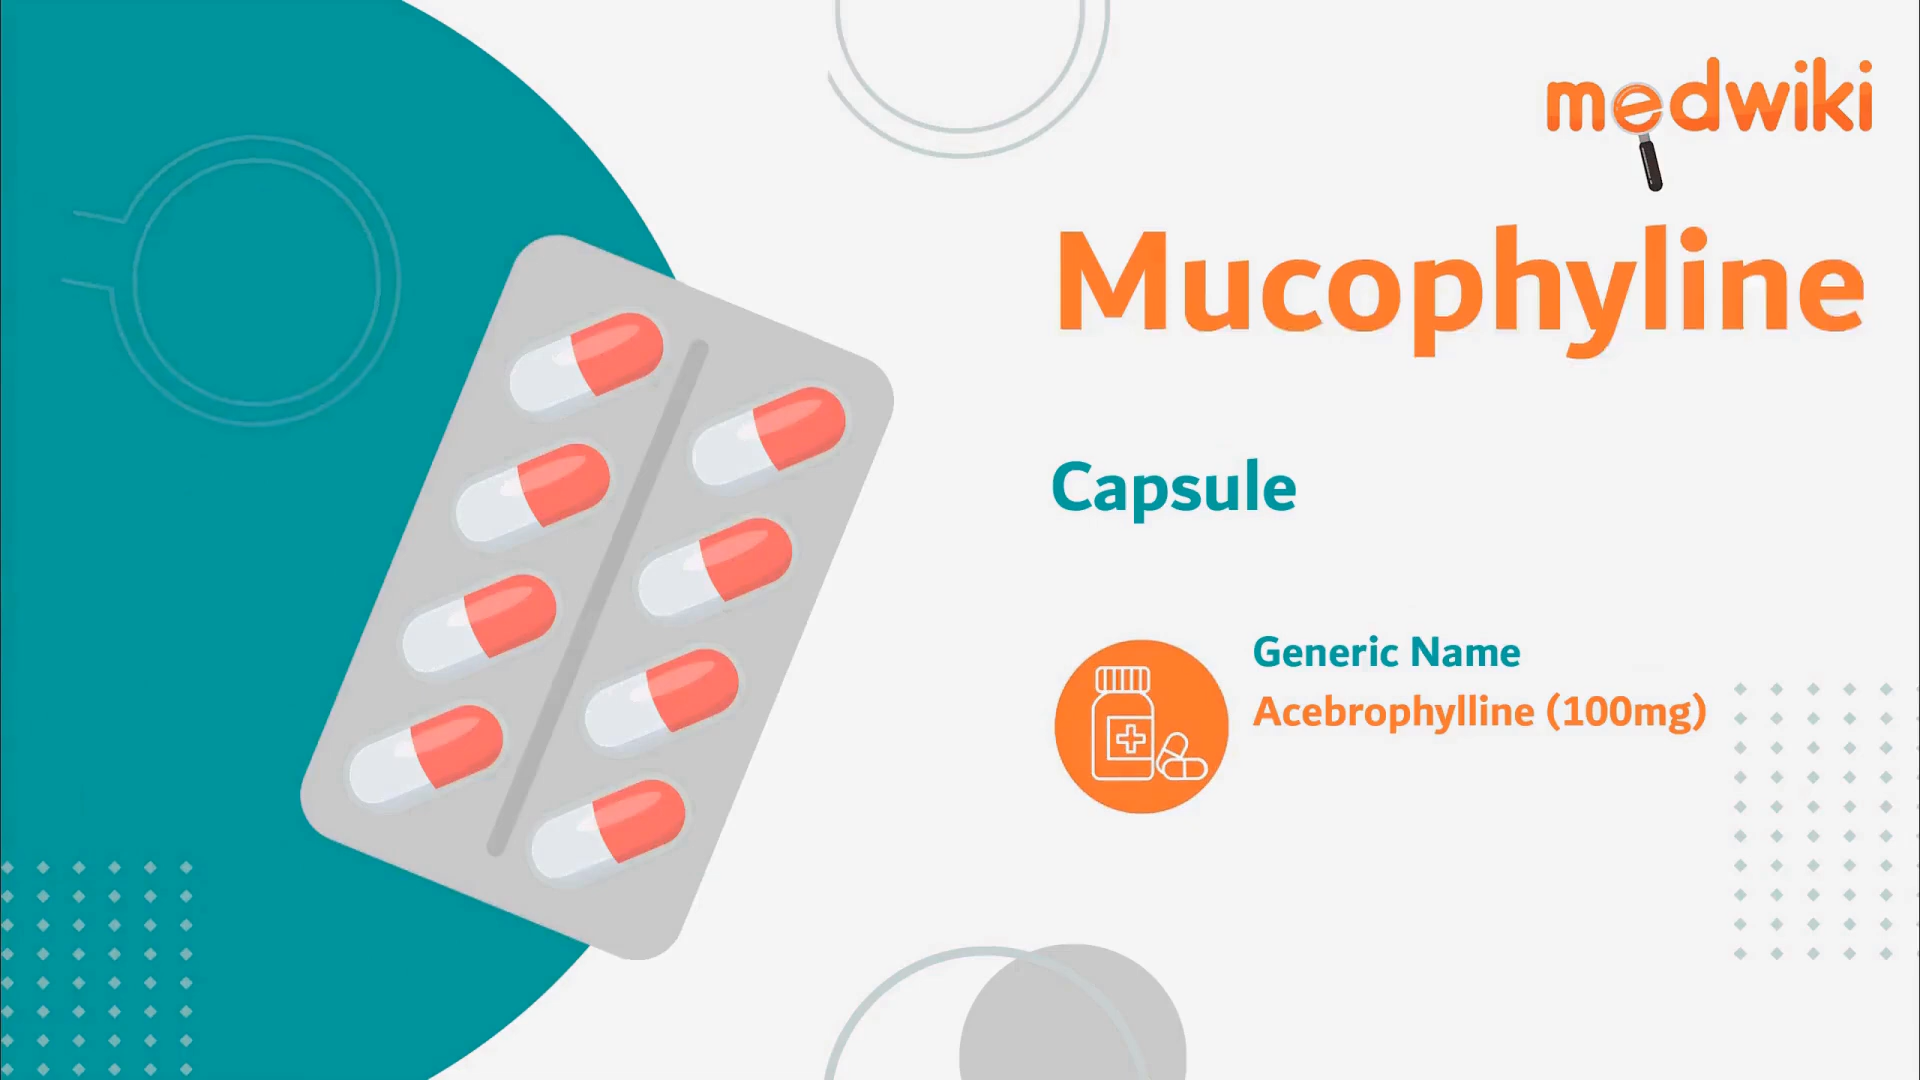 medwiki
Mucophyline
Capsule
Generic Name
Acebrophylline (100mg)